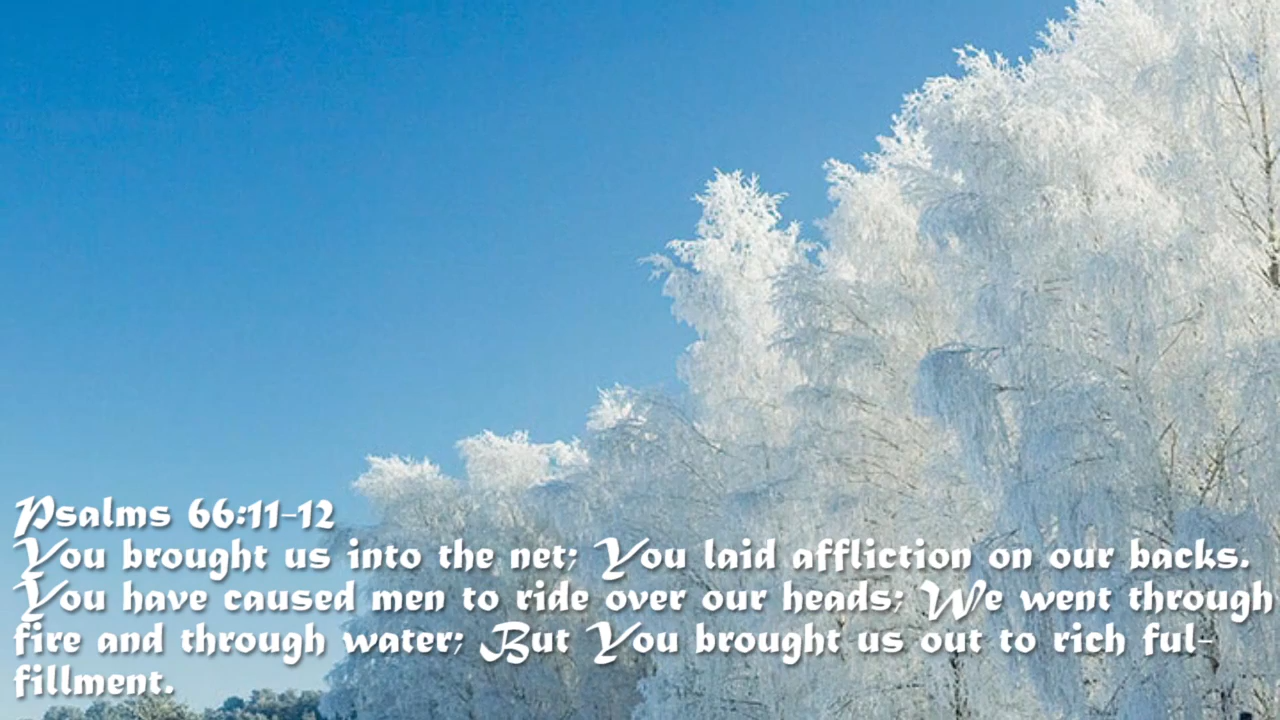 Psalms 66:11-12
You brought us into the net; You laid affliction on our backs.
You have caused men to ride over our heads; We went through
fire and through water; But You brought us out to rich ful-
fillment.